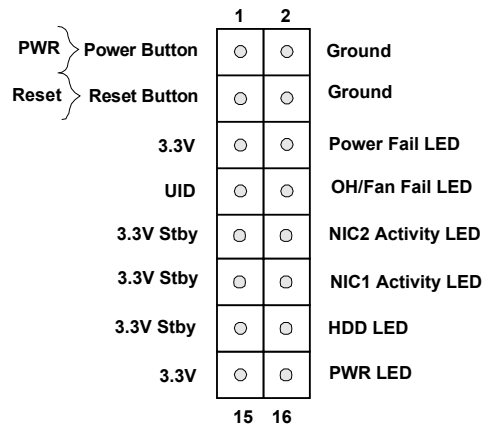 1 2
PWR Power Button Ground
Reset Reset Button Ground
3.3V Power Fail LED
UID OH/Fan Fail LED
3.3V Stby NIC2 Activity LED
3.3V Stby NIC1 Activity LED
3.3V Stby HDD LED
3.3V PWR LED
15 16